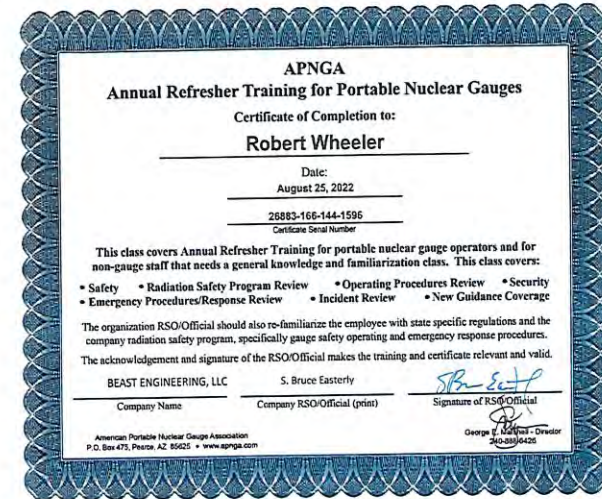 APNGA
Annual Refresher Training for Portable Nuclear Gauges
Certificate of Completion to:
Robert Wheeler
Date:
August 25, 2022
26883-166-144-1596
Certificate Serial Number
This class covers Annual Refresher Training for portable nuclear gauge operators and for
non-gauge staff that needs a general knowledge and familiarization class. This class covers:
• Safety • Radiation Safety Program Review • Operating Procedures Review • Security
• Emergency Procedures/Response Review • Incident Review • New Guidance Coverage
The organization RSO/Official should also re-familiarize the employee with state specific regulations and the
company radiation safety program, specifically gauge safety operating and emergency response procedures.
The acknowledgement and signature of the RSO/Official makes the training and certificate relevant and valid.
BEAST ENGINEERING, LLC S. Bruce Easterly
Company Name Company RSO/Official (print) Signature of RSO/Official
American Portable Nuclear Gauge Association
P.O. Box 475, Pearce, AZ 85625 • www.apnga.com
George E. Marshall - Director
240-888-6426